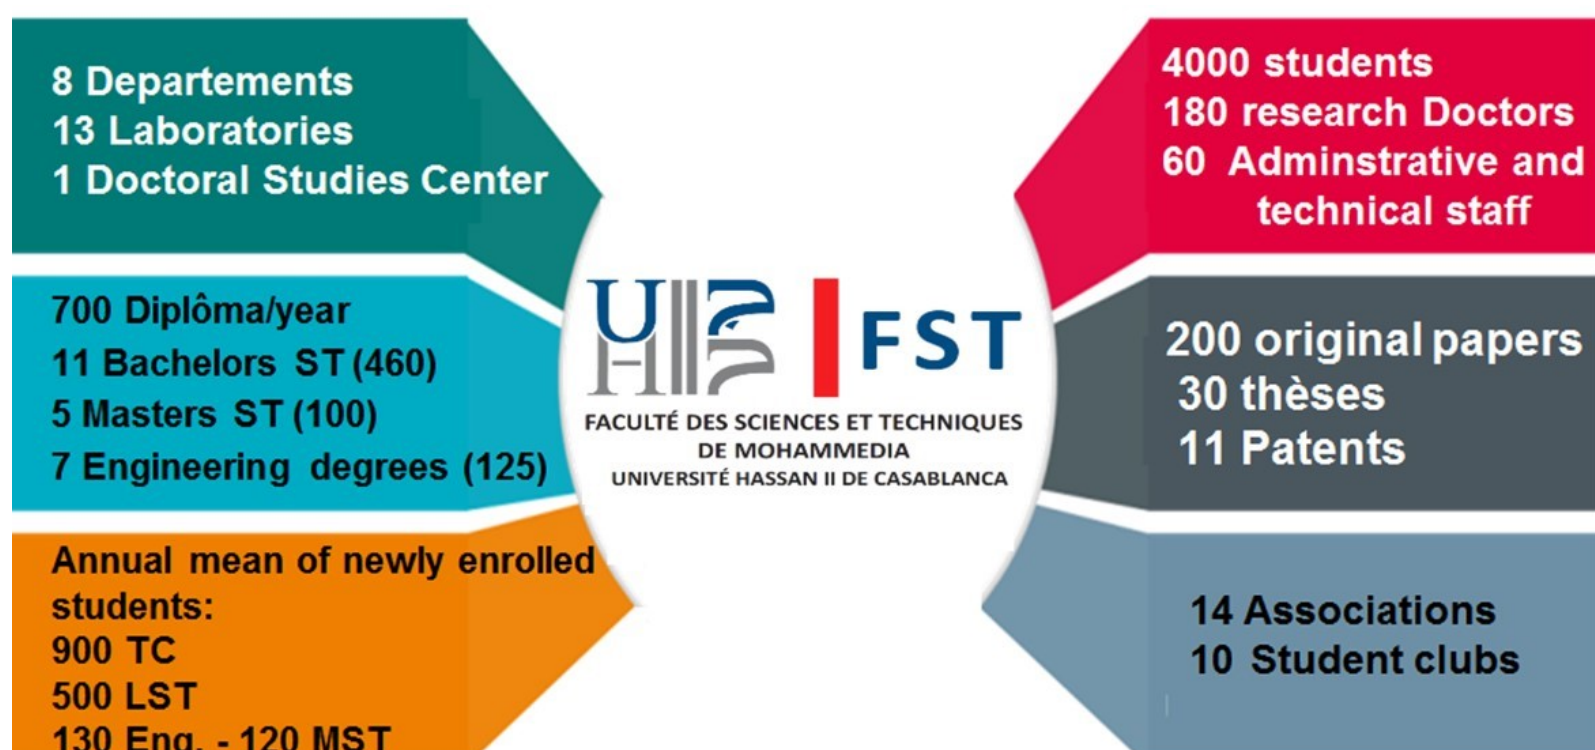 8 Departements
13 Laboratories
1 Doctoral Studies Center
700 Diplôma/year
11 Bachelors ST (460)
5 Masters ST (100)
7 Engineering degrees (125)
Annual mean of newly enrolled
students:
900 TC
500 LST
130 Eng. - 120 MST
UH
FST
FACULTÉ DES SCIENCES ET TECHNIQUES
DE MOHAMMEDIA
UNIVERSITÉ HASSAN II DE CASABLANCA
4000 students
180 research Doctors
60 Adminstrative and
technical staff
200 original papers
30 thèses
11 Patents
14 Associations
10 Student clubs